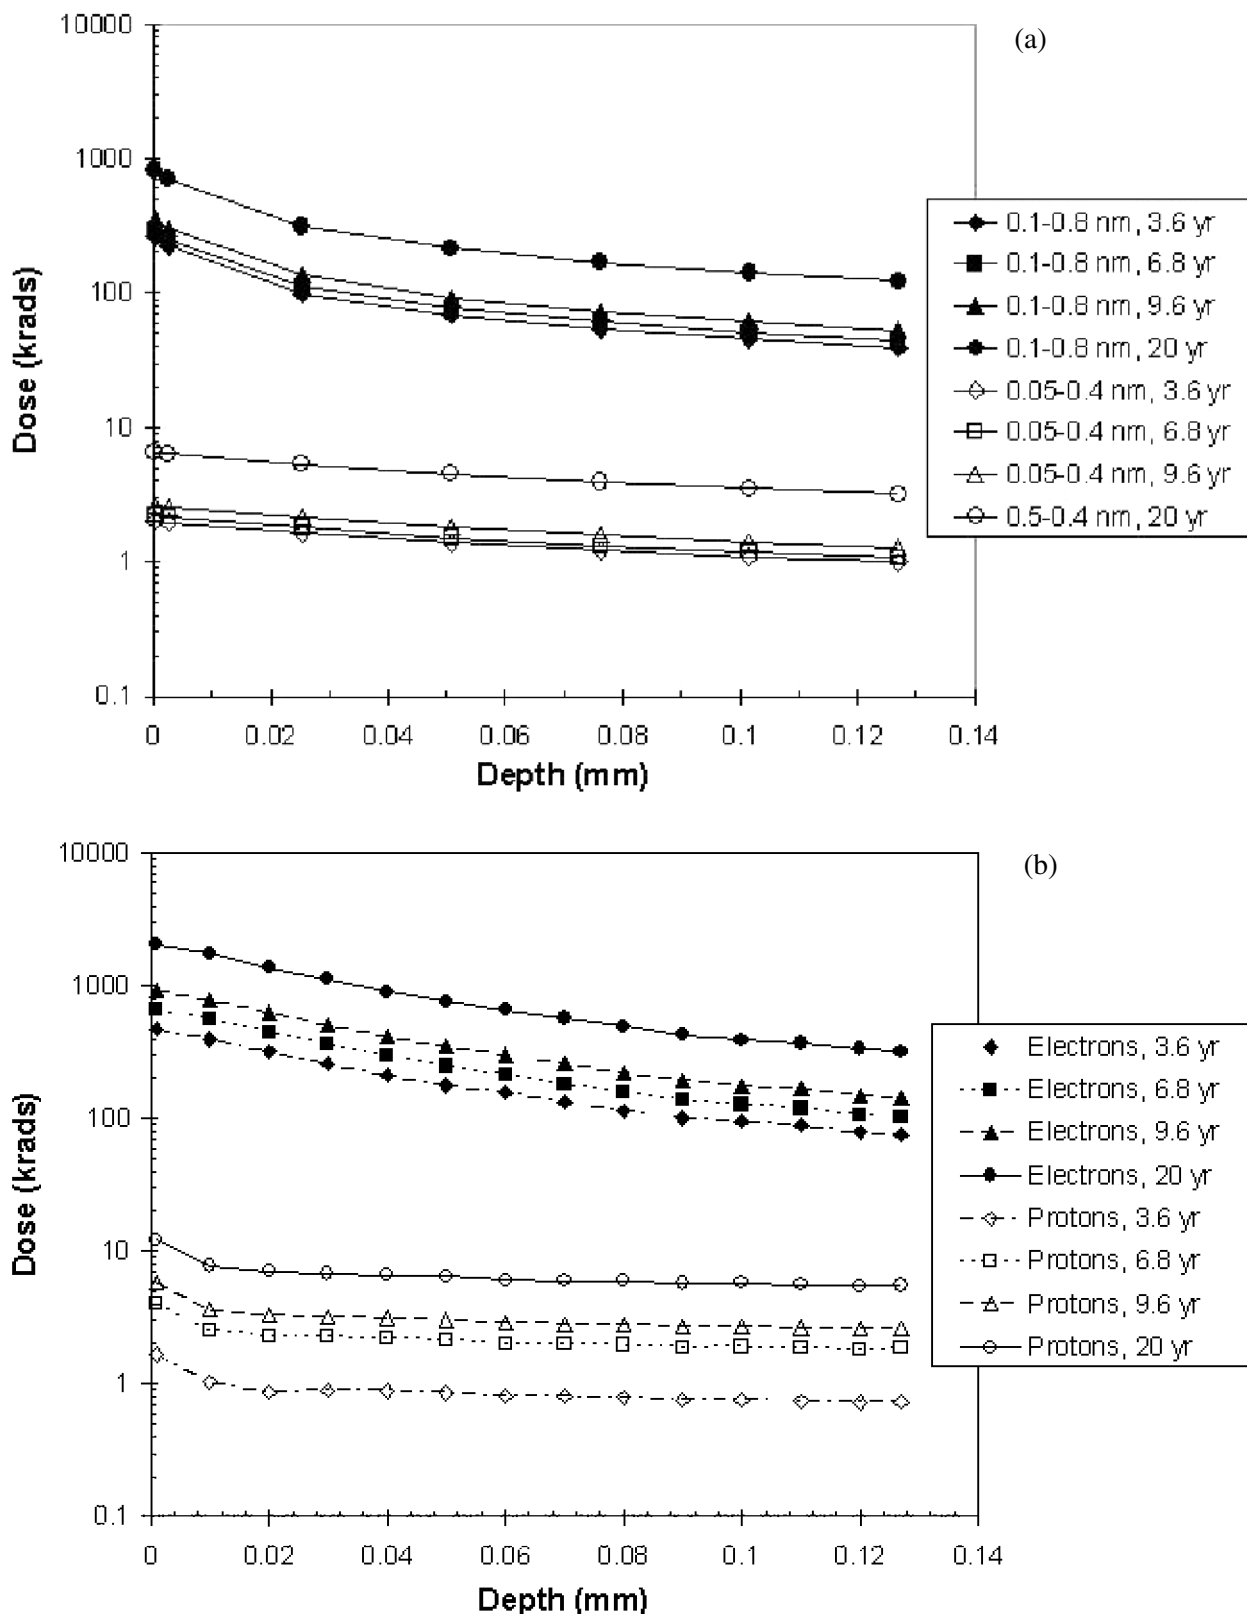 (a)
10000
1000
100
10
1
0.1
Dose (krads)
0
0.02
0.04
0.06
0.08
0.1
0.12
0.14
Depth (mm)
0.1-0.8 nm, 3.6 yr
0.1-0.8 nm, 6.8 yr
0.1-0.8 nm, 9.6 yr
0.1-0.8 nm, 20 yr
0.05-0.4 nm, 3.6 yr
0.05-0.4 nm, 6.8 yr
0.05-0.4 nm, 9.6 yr
0.5-0.4 nm, 20 yr
(b)
10000
1000
100
10
1
0.1
Dose (krads)
0
0.02
0.04
0.06
0.08
0.1
0.12
0.14
Depth (mm)
Electrons, 3.6 yr
Electrons, 6.8 yr
Electrons, 9.6 yr
Electrons, 20 yr
Protons, 3.6 yr
Protons, 6.8 yr
Protons, 9.6 yr
Protons, 20 yr